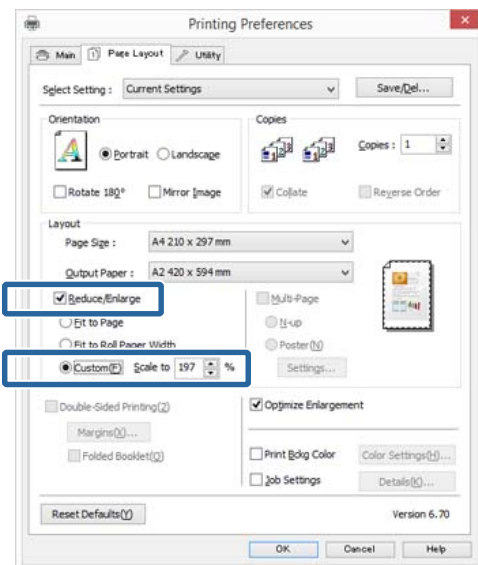 Printing Preferences
Main Page Layout Utility
Select Setting : Current Settings Save/Del...
Orientation
Portrait Landscape
Rotate 180° Mirror Image
Copies
Copies : 1
Collate Reverse Order
Layout
Page Size : A4 210 x 297 mm
Output Paper : A2 420 x 594 mm
Reduce/Enlarge
Fit to Page
Fit to Roll Paper Width
Custom(F) Scale to 197 %
Multi-Page
N-up
Poster(N)
Settings...
Double-Sided Printing(2)
Margins(X)...
Folded Booklet(Q)
Optimize Enlargement
Print Bckg Color Color Settings(H)...
Job Settings Details(K)...
Reset Defaults(Y) Version 6.70
OK Cancel Help